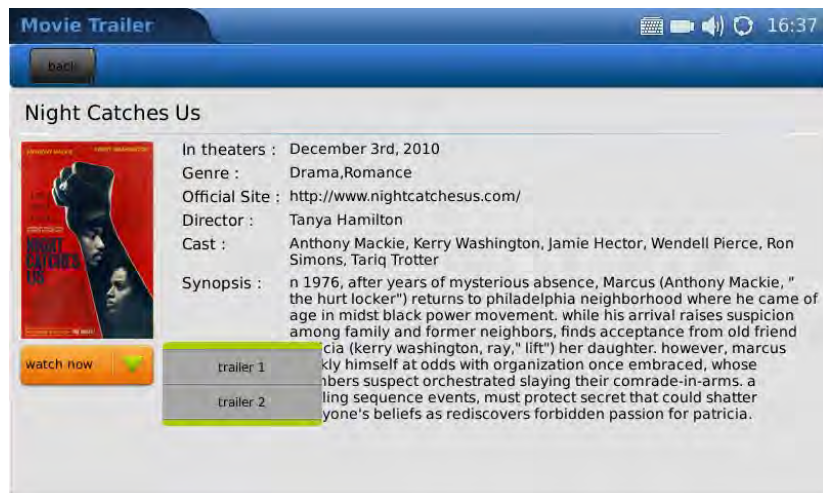 Movie Trailer
16:37
back
Night Catches Us
In theaters : December 3rd, 2010
Genre : Drama,Romance
Official Site : http://www.nightcatchesus.com/
Director : Tanya Hamilton
Cast : Anthony Mackie, Kerry Washington, Jamie Hector, Wendell Pierce, Ron
Simons, Tariq Trotter
Synopsis : n 1976, after years of mysterious absence, Marcus (Anthony Mackie, "
the hurt locker") returns to philadelphia neighborhood where he came of
age in midst black power movement. while his arrival raises suspicion
among family and former neighbors, finds acceptance from old friend
cia (kerry washington, ray," lift") her daughter. however, marcus
kly himself at odds with organization once embraced, whose
nbers suspect orchestrated slaying their comrade-in-arms. a
ling sequence events, must protect secret that could shatter
yone's beliefs as rediscovers forbidden passion for patricia.
ANTHONY MACKIE KERRY WASHINGTON
NIGHT
CATCHES
US
watch now
trailer 1
trailer 2